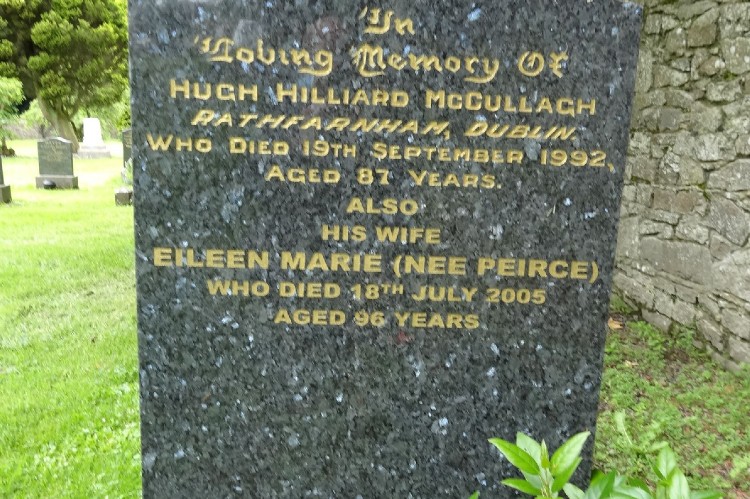 In
Loving Memory Of
Hugh Hilliard McCullagh
Rathfarnham, Dublin.
Who Died 19th September 1992,
Aged 87 Years.
ALSO
HIS WIFE
EILEEN MARIE (NEE PEIRCE)
WHO DIED 18TH JULY 2005
AGED 96 YEARS